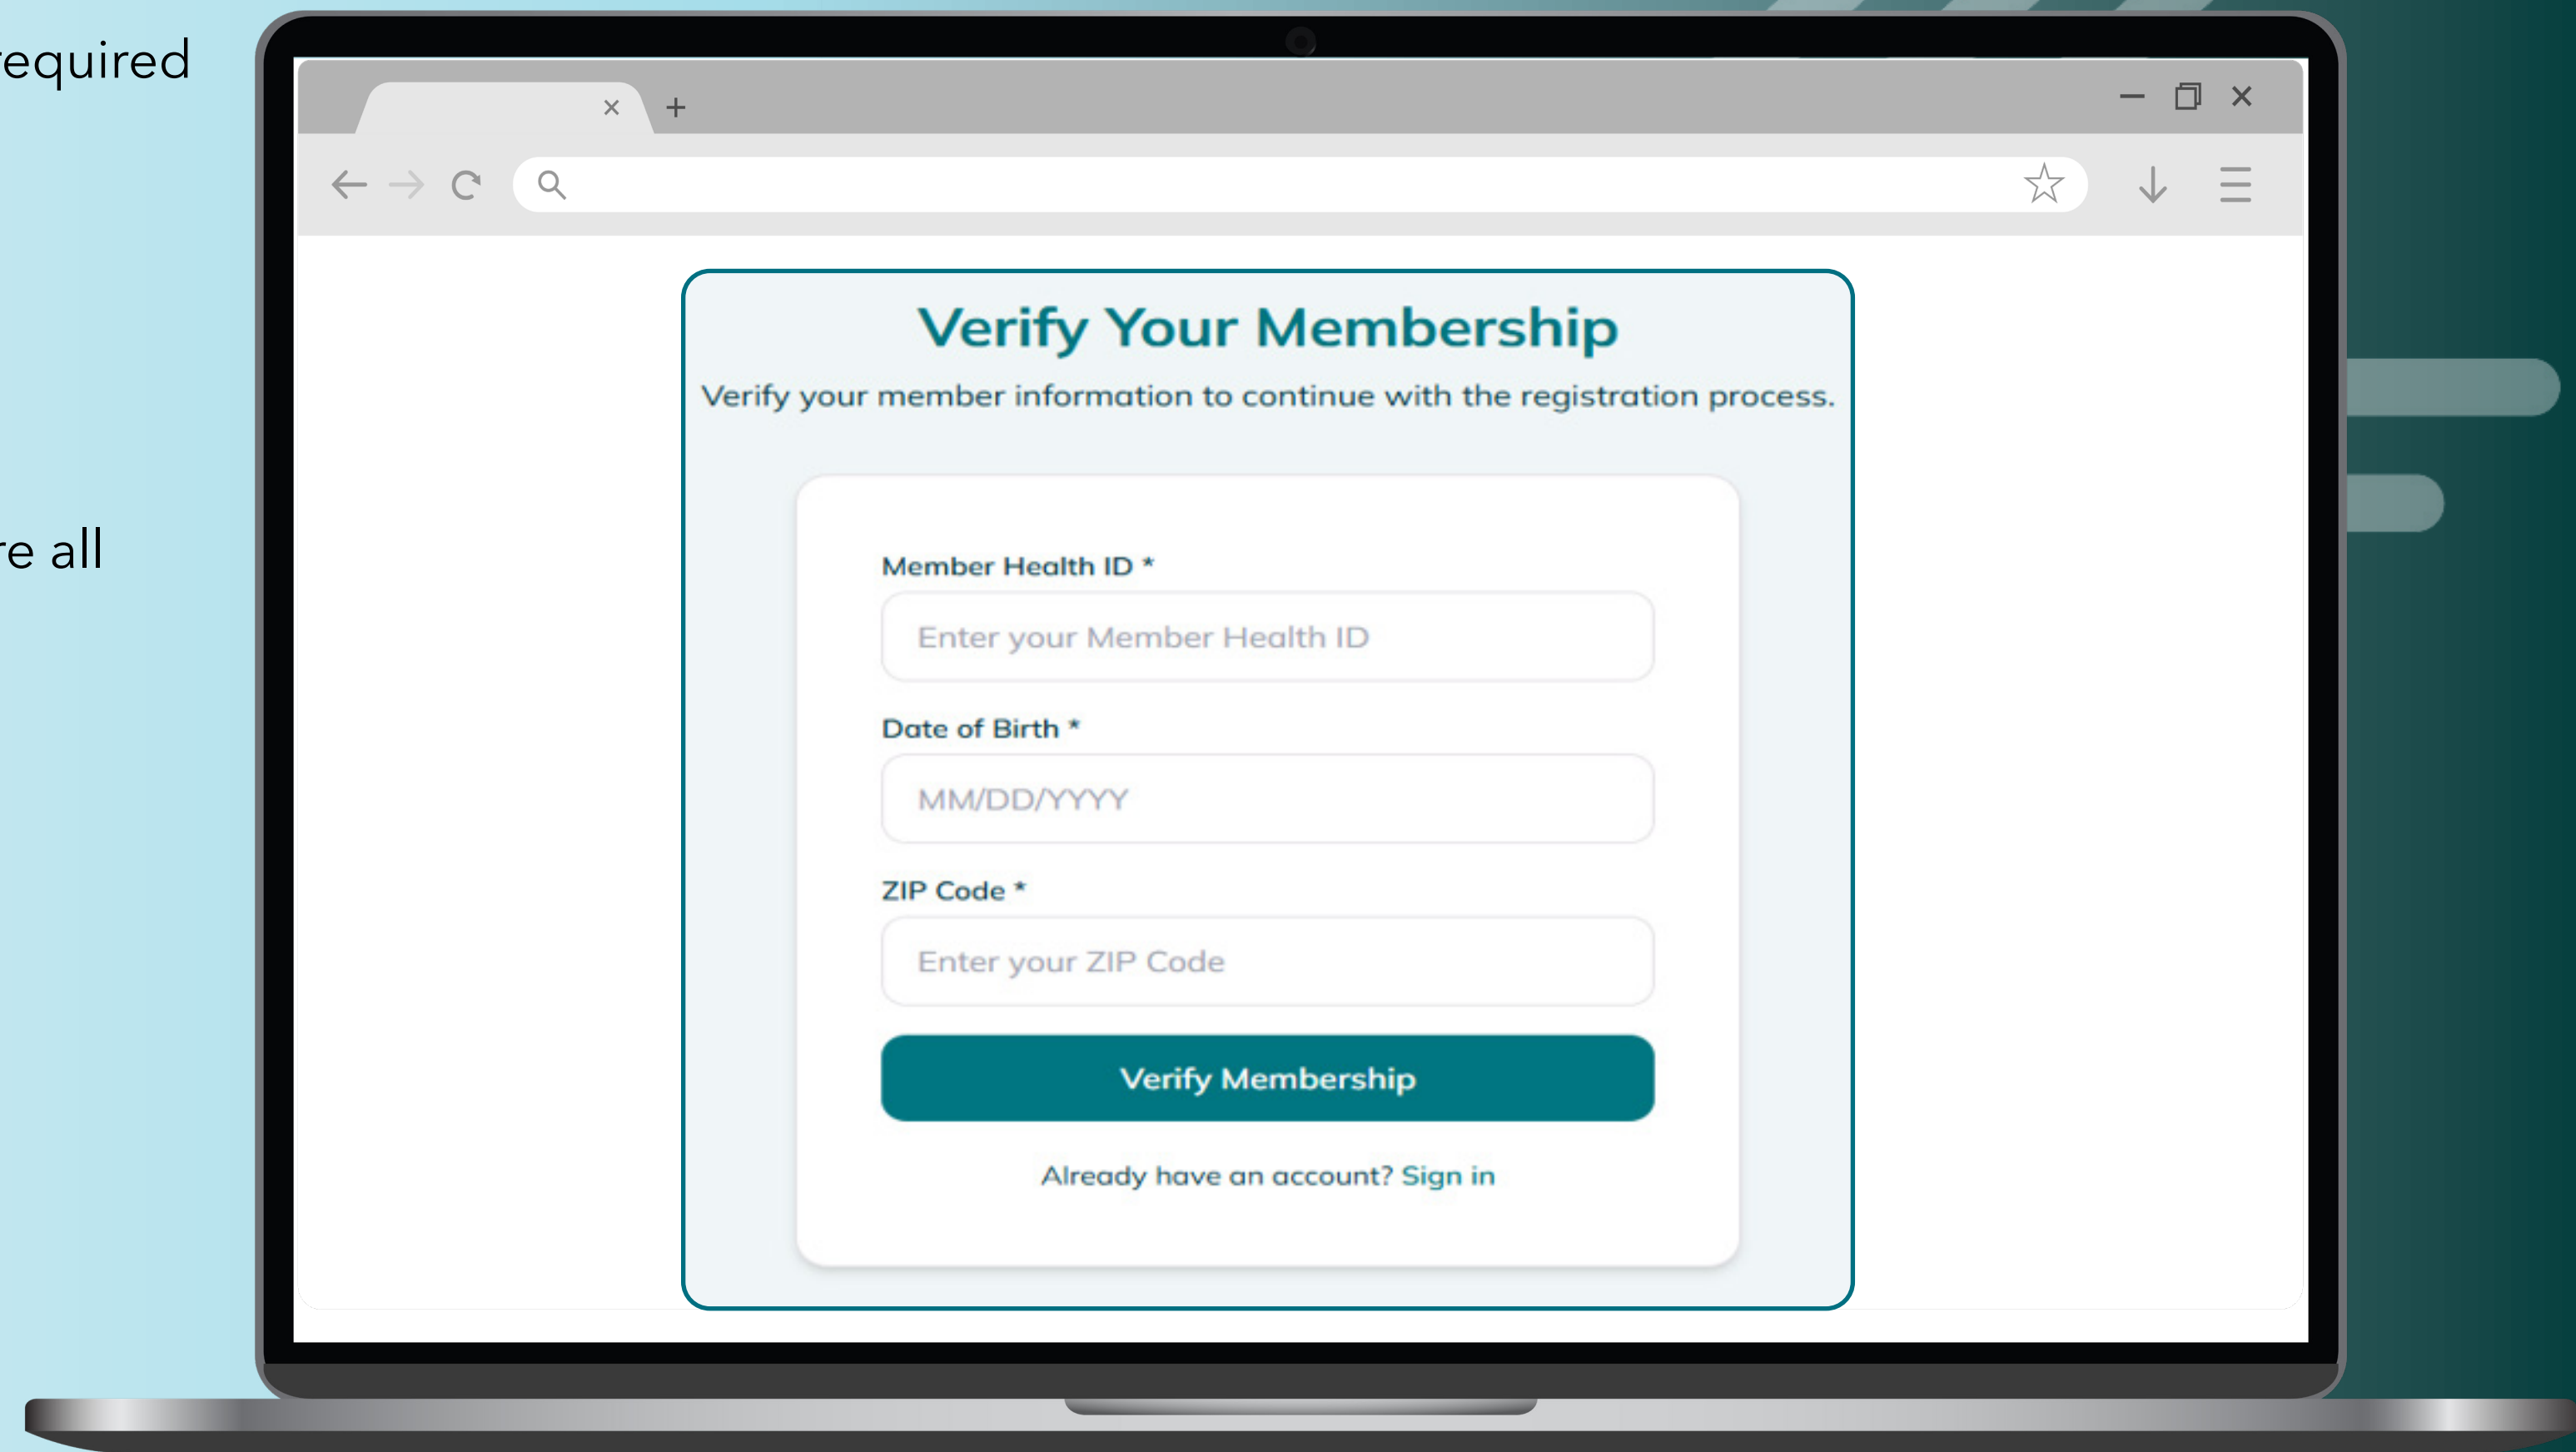 required
re all
Verify Your Membership
Verify your member information to continue with the registration process.
Member Health ID *
Enter your Member Health ID
Date of Birth *
MM/DD/YYYY
ZIP Code *
Enter your ZIP Code
Verify Membership
Already have an account? Sign in